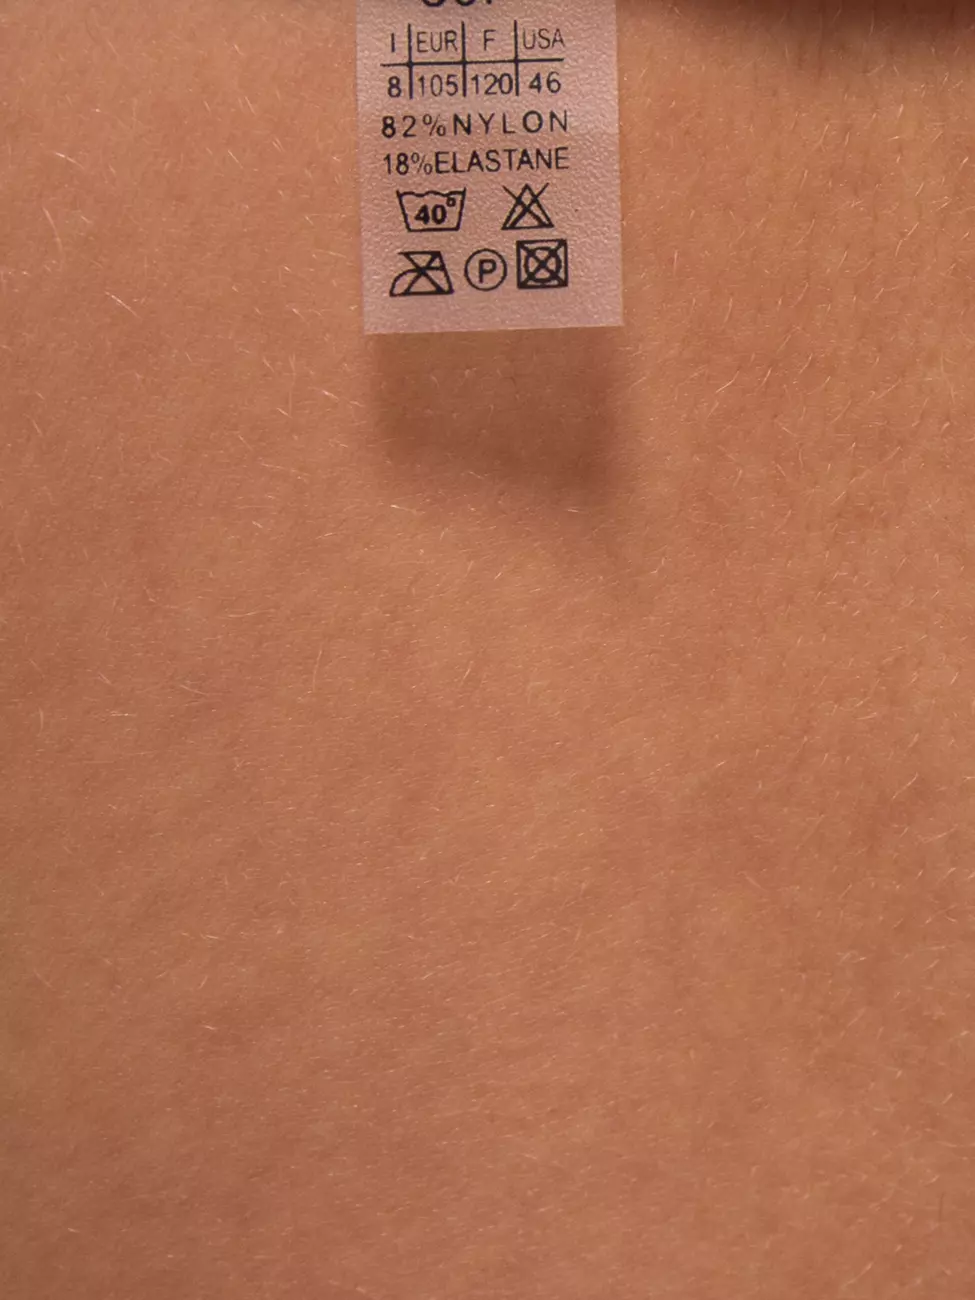 I EUR F USA
8 105 120 46
82% NYLON
18% ELASTANE
40°
P